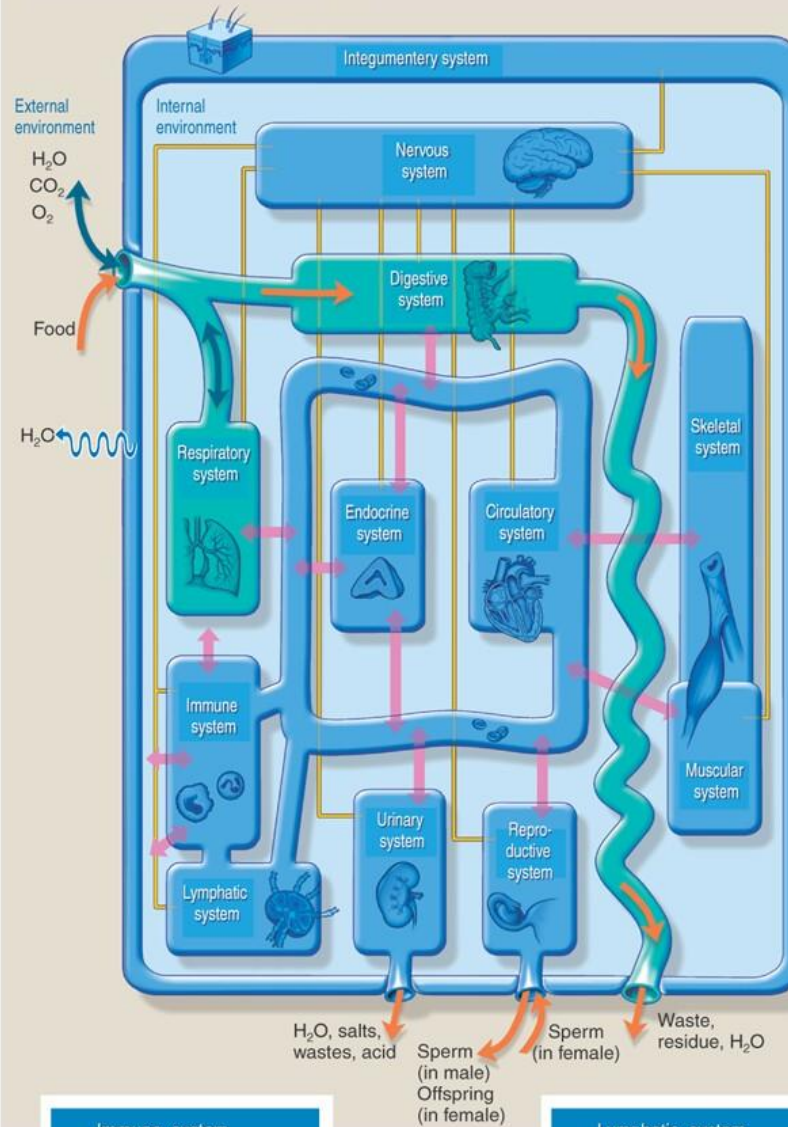 Integumentery system
External
environment
Internal
environment
H₂O
CO₂
O₂
Nervous
system
Digestive
system
Food
H₂O
Respiratory
system
Skeletal
system
Endocrine
system
Circulatory
system
Immune
system
Muscular
system
Urinary
system
Repro-
ductive
system
Lymphatic
system
H₂O, salts,
wastes, acid
Sperm
(in male)
Offspring
(in female)
Sperm
(in female)
Waste,
residue, H₂O